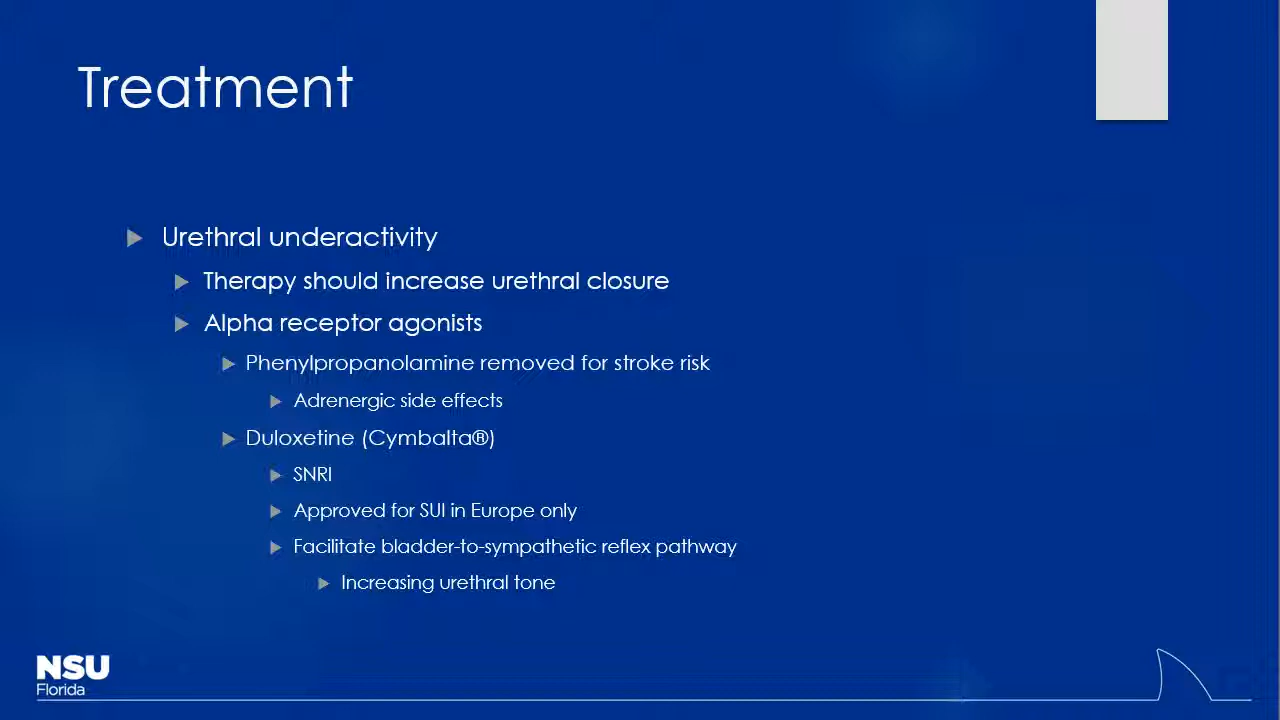 Treatment
Urethral underactivity
Therapy should increase urethral closure
Alpha receptor agonists
Phenylpropanolamine removed for stroke risk
Adrenergic side effects
Duloxetine (Cymbalta®)
SNRI
Approved for SUI in Europe only
Facilitate bladder-to-sympathetic reflex pathway
Increasing urethral tone
NSU
Florida